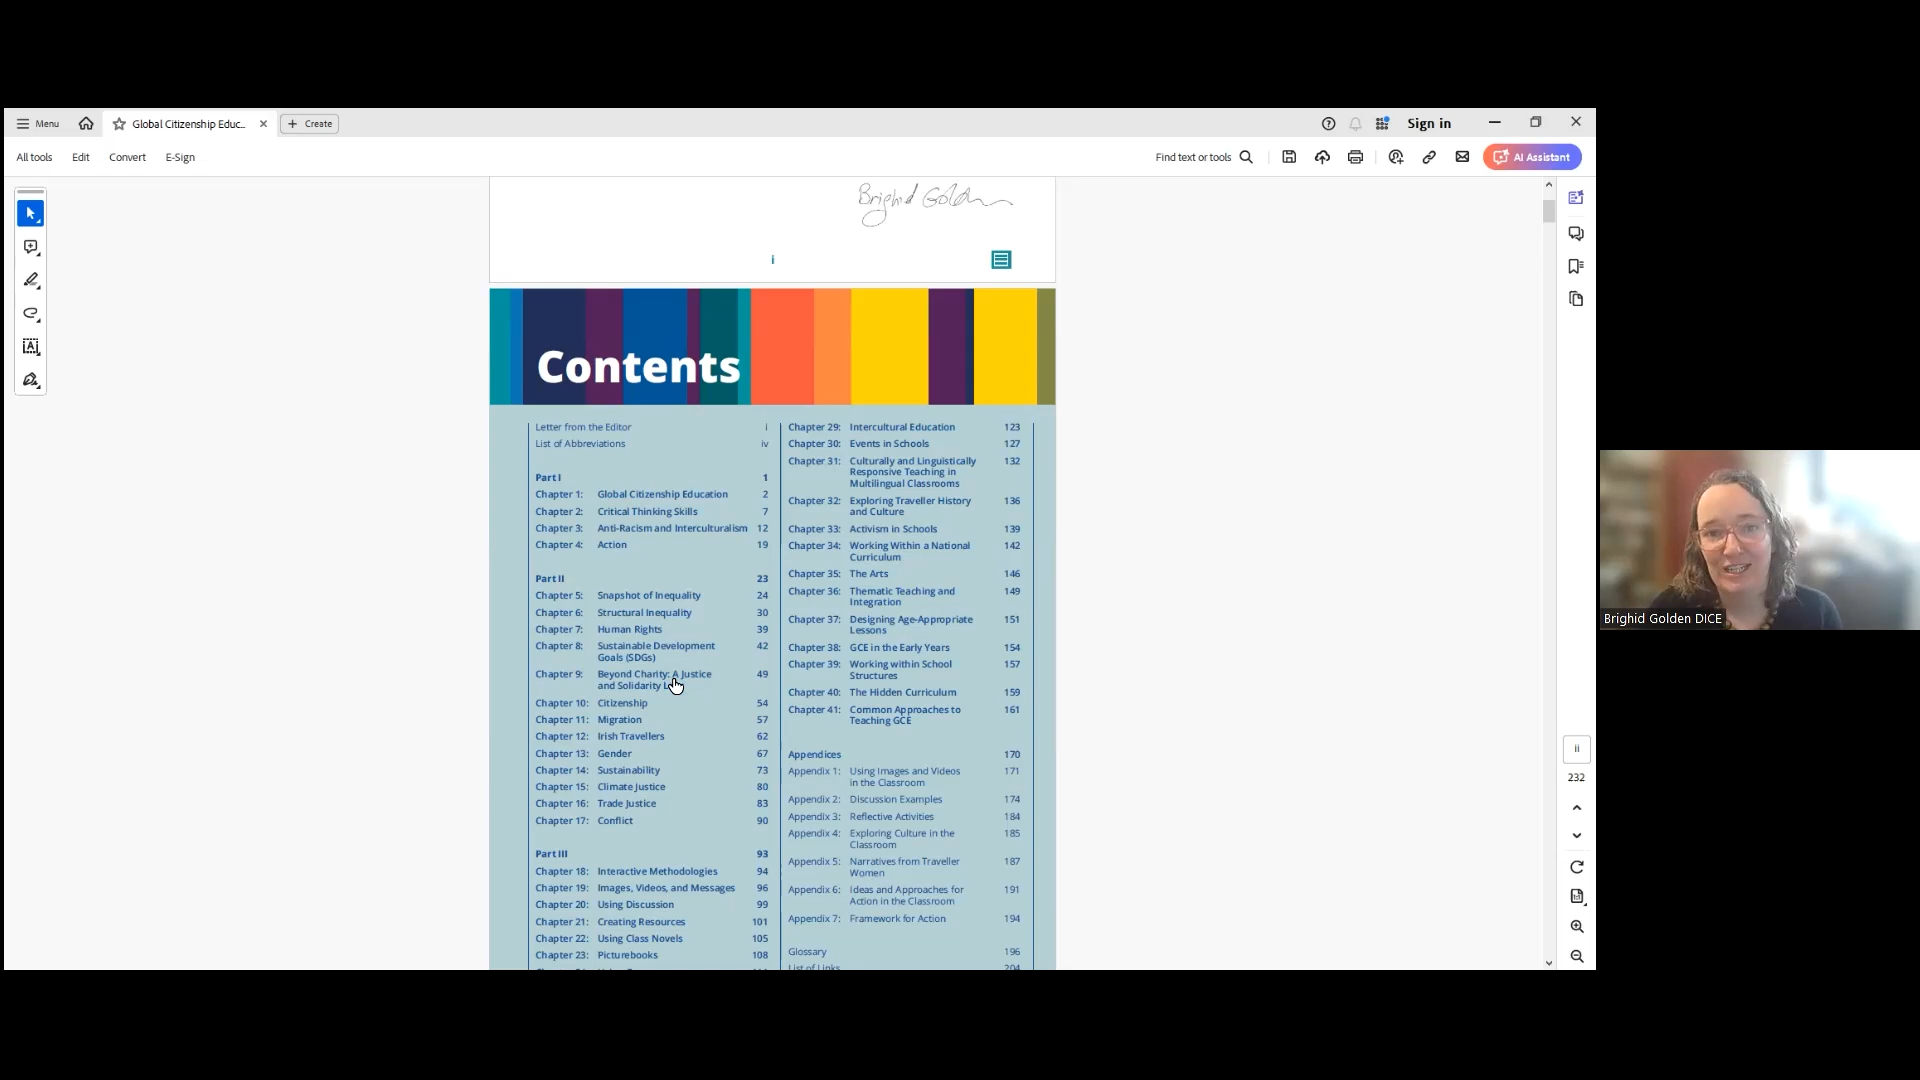 Menu
Global Citizenship Educ...
Create
Sign in
All tools
Edit
Convert
E-Sign
Find text or tools
AI Assistant
Brighid Golden
i
Contents
Letter from the Editor i
List of Abbreviations iv
Part I 1
Chapter 1: Global Citizenship Education 2
Chapter 2: Critical Thinking Skills 7
Chapter 3: Anti-Racism and Interculturalism 12
Chapter 4: Action 19
Part II 23
Chapter 5: Snapshot of Inequality 24
Chapter 6: Structural Inequality 30
Chapter 7: Human Rights 39
Chapter 8: Sustainable Development 42
Goals (SDGs)
Chapter 9: Beyond Charity: A Justice 49
and Solidarity
Chapter 10: Citizenship 54
Chapter 11: Migration 57
Chapter 12: Irish Travellers 62
Chapter 13: Gender 67
Chapter 14: Sustainability 73
Chapter 15: Climate Justice 80
Chapter 16: Trade Justice 83
Chapter 17: Conflict 90
Part III 93
Chapter 18: Interactive Methodologies 94
Chapter 19: Images, Videos, and Messages 96
Chapter 20: Using Discussion 99
Chapter 21: Creating Resources 101
Chapter 22: Using Class Novels 105
Chapter 23: Picturebooks 108
Chapter 29: Intercultural Education 123
Chapter 30: Events in Schools 127
Chapter 31: Culturally and Linguistically 132
Responsive Teaching in
Multilingual Classrooms
Chapter 32: Exploring Traveller History 136
and Culture
Chapter 33: Activism in Schools 139
Chapter 34: Working Within a National 142
Curriculum
Chapter 35: The Arts 146
Chapter 36: Thematic Teaching and 149
Integration
Chapter 37: Designing Age-Appropriate 151
Lessons
Chapter 38: GCE in the Early Years 154
Chapter 39: Working within School 157
Structures
Chapter 40: The Hidden Curriculum 159
Chapter 41: Common Approaches to 161
Teaching GCE
Appendices 170
Appendix 1: Using Images and Videos 171
in the Classroom
Appendix 2: Discussion Examples 174
Appendix 3: Reflective Activities 184
Appendix 4: Exploring Culture in the 185
Classroom
Appendix 5: Narratives from Traveller 187
Women
Appendix 6: Ideas and Approaches for 191
Action in the Classroom
Appendix 7: Framework for Action 194
Glossary 196
List of Links 204
ii
232
Brighid Golden DICE